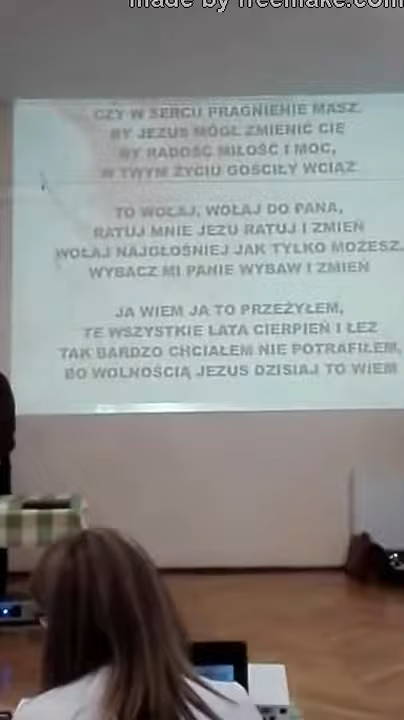 made by freemake.com
CZY W SERCU PRAGNIENIE MASZ,
BY JEZUS MÓGŁ ZMIENIĆ CIĘ
BY RADOŚĆ MIŁOŚĆ I MOC,
W TWYM ŻYCIU GOŚCIŁY WCIĄŻ
TO WOŁAJ, WOŁAJ DO PANA,
RATUJ MNIE JEZU RATUJ I ZMIEŃ
WOŁAJ NAJGŁOŚNIEJ JAK TYLKO MOŻESZ,
WYBACZ MI PANIE WYBAW I ZMIEŃ
JA WIEM JA TO PRZEŻYŁEM,
TE WSZYSTKIE LATA CIERPIEŃ I ŁEZ
TAK BARDZO CHCIAŁEM NIE POTRAFIŁEM,
BO WOLNOŚCIĄ JEZUS DZISIAJ TO WIEM